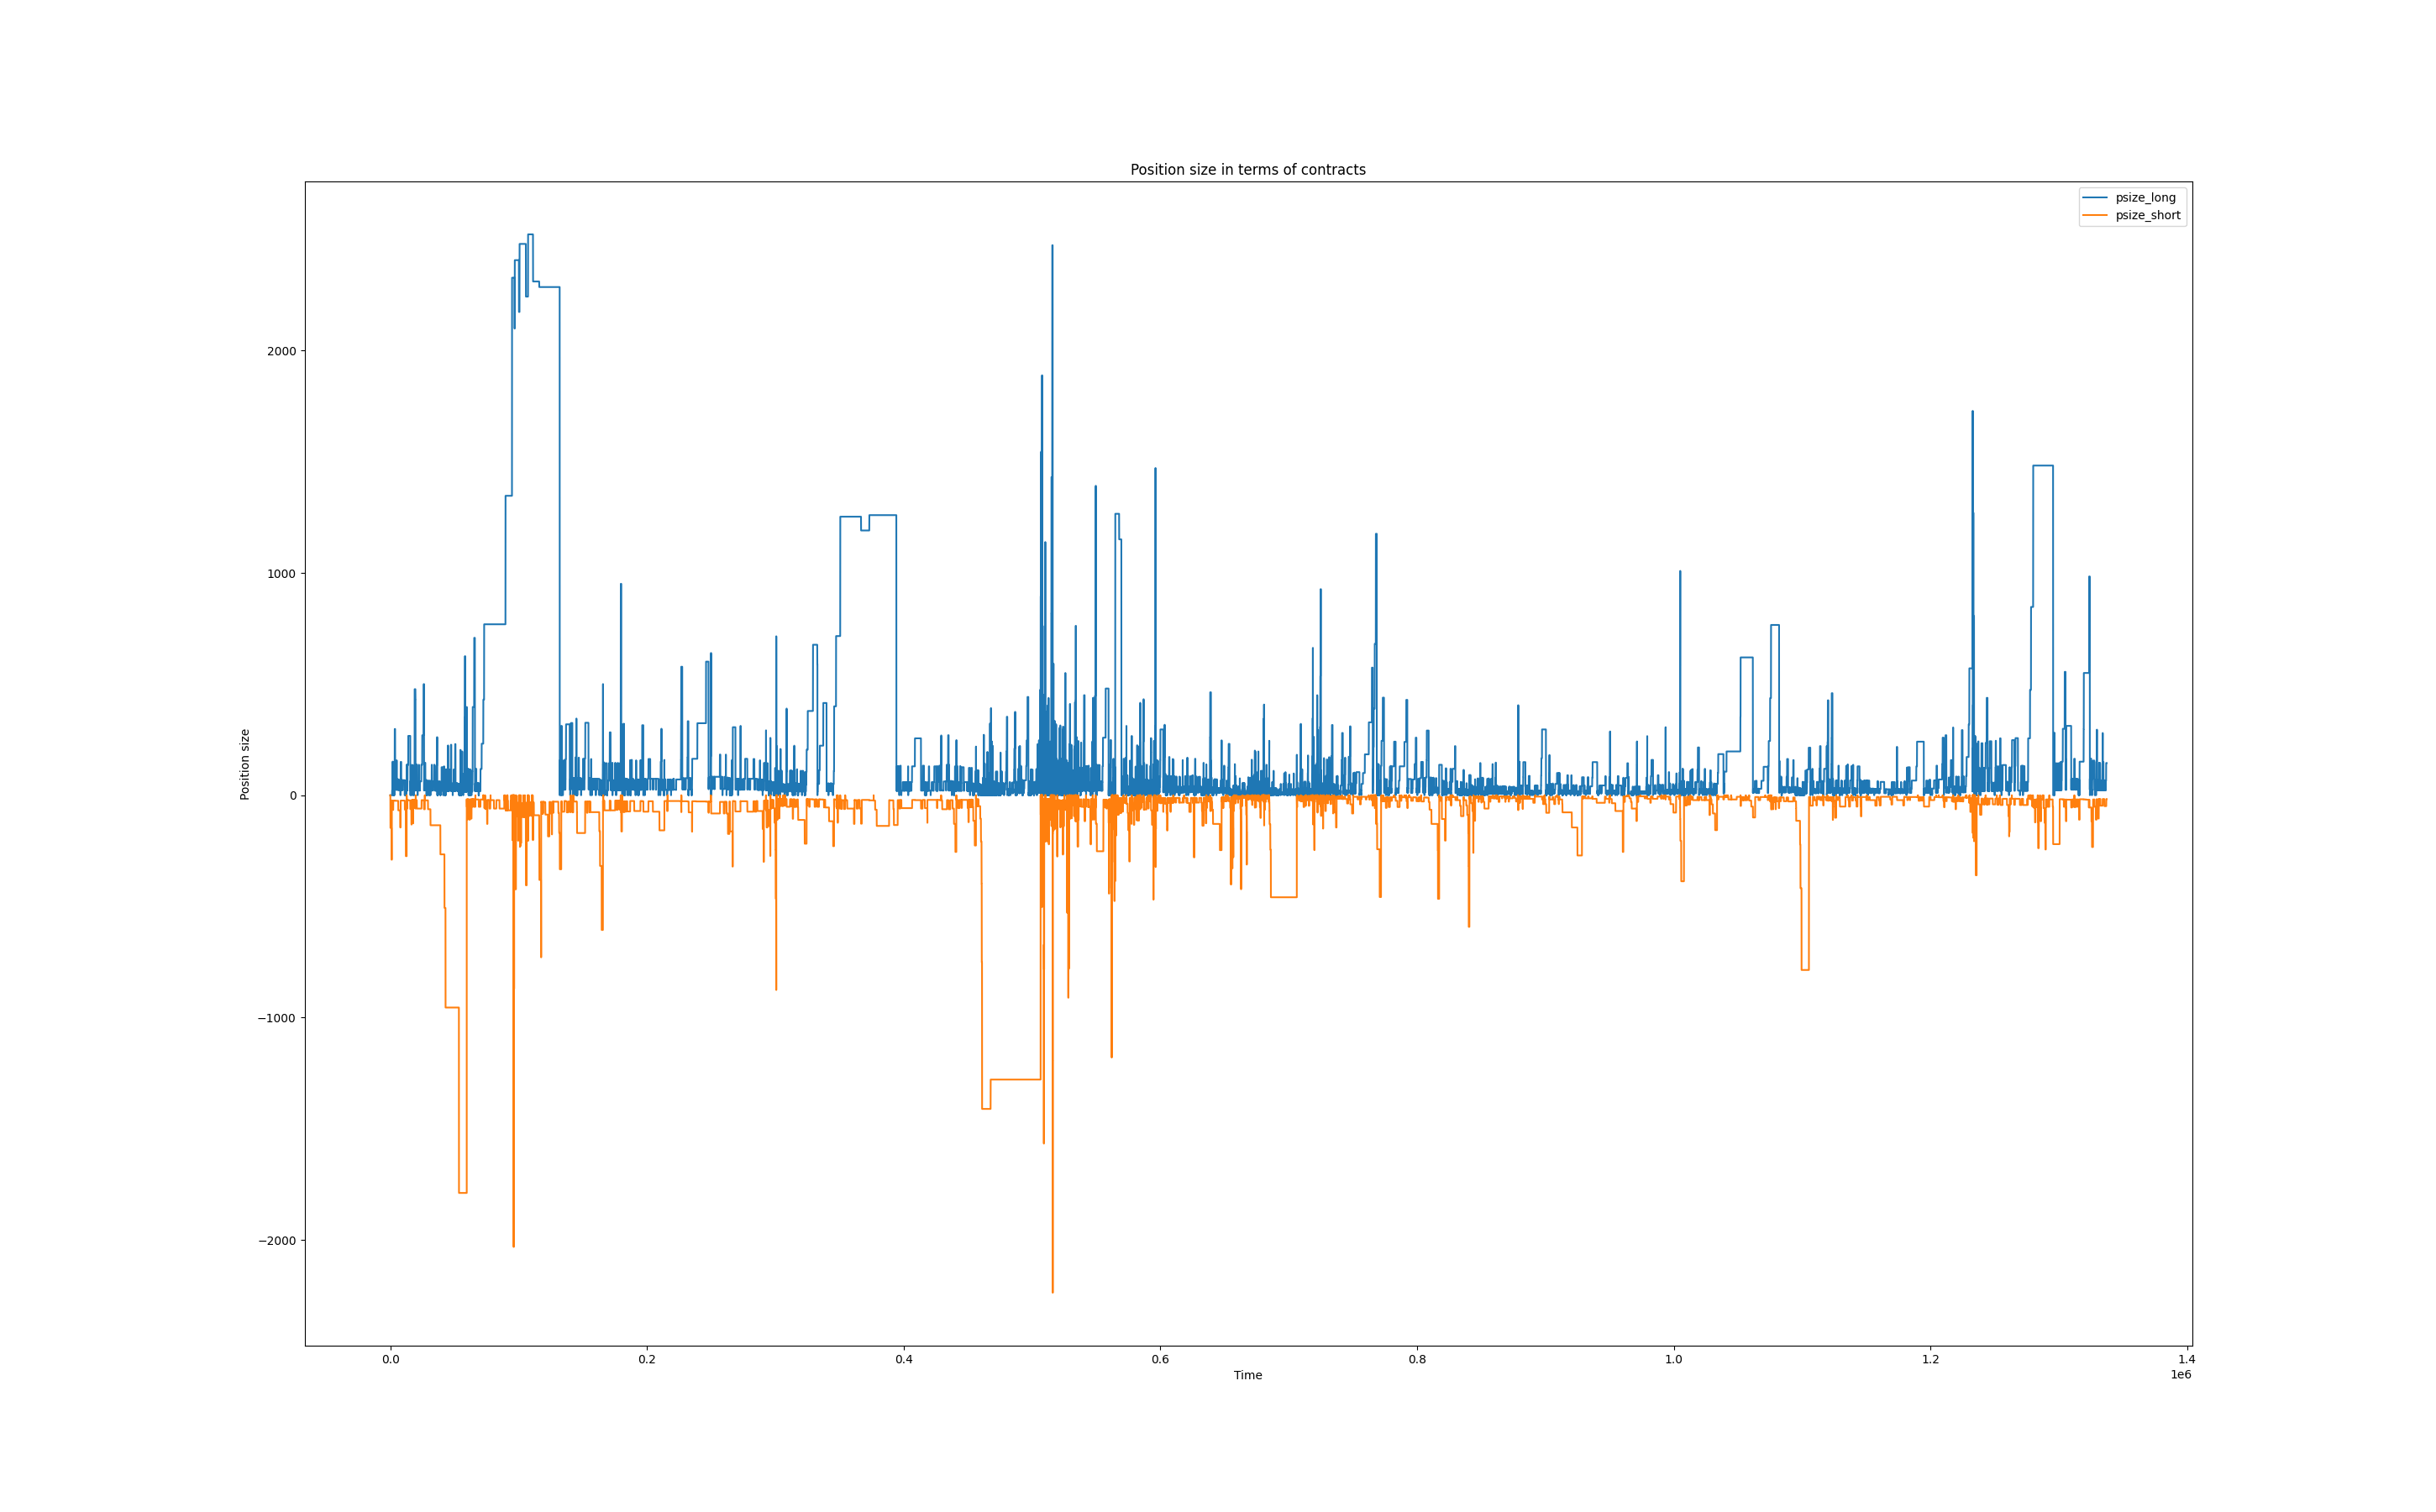 Position size in terms of contracts
psize_long
psize_short
2000
1000
0
−1000
−2000
Position size
0.0 0.2 0.4 0.6 0.8 1.0 1.2 1.4
Time
1e6